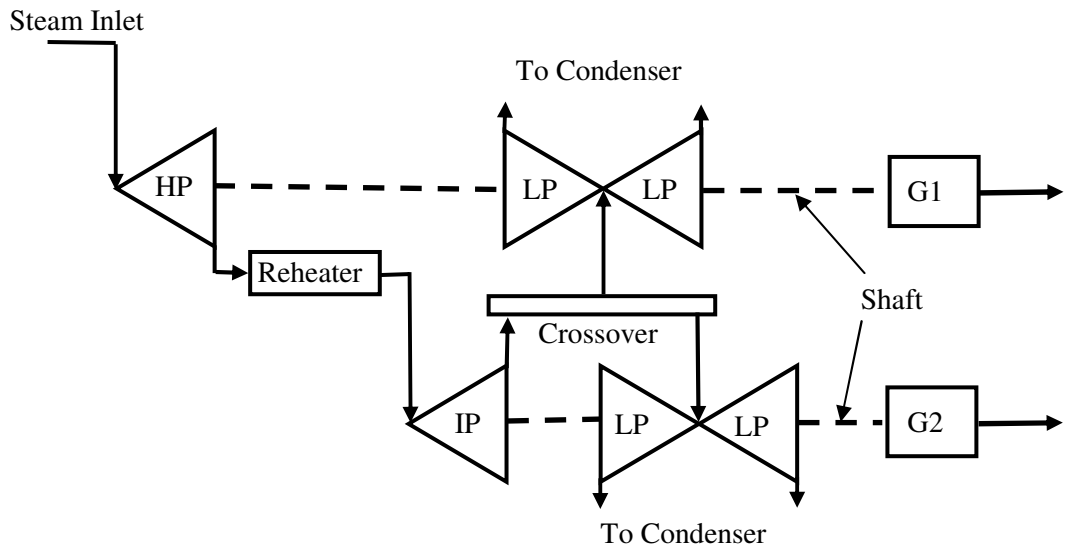 Steam Inlet
To Condenser
HP
LP
LP
G1
Reheater
Shaft
Crossover
IP
LP
LP
G2
To Condenser